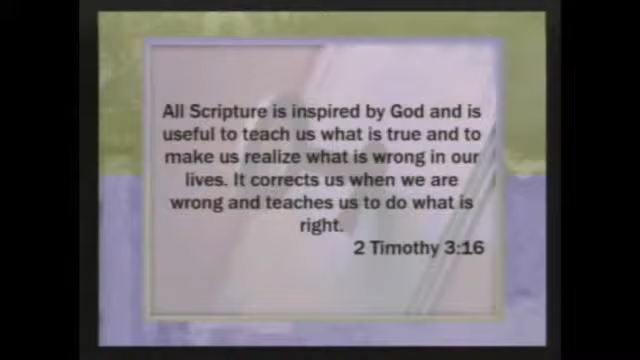 All Scripture is inspired by God and is
useful to teach us what is true and to
make us realize what is wrong in our
lives. It corrects us when we are
wrong and teaches us to do what is
right.
2 Timothy 3:16